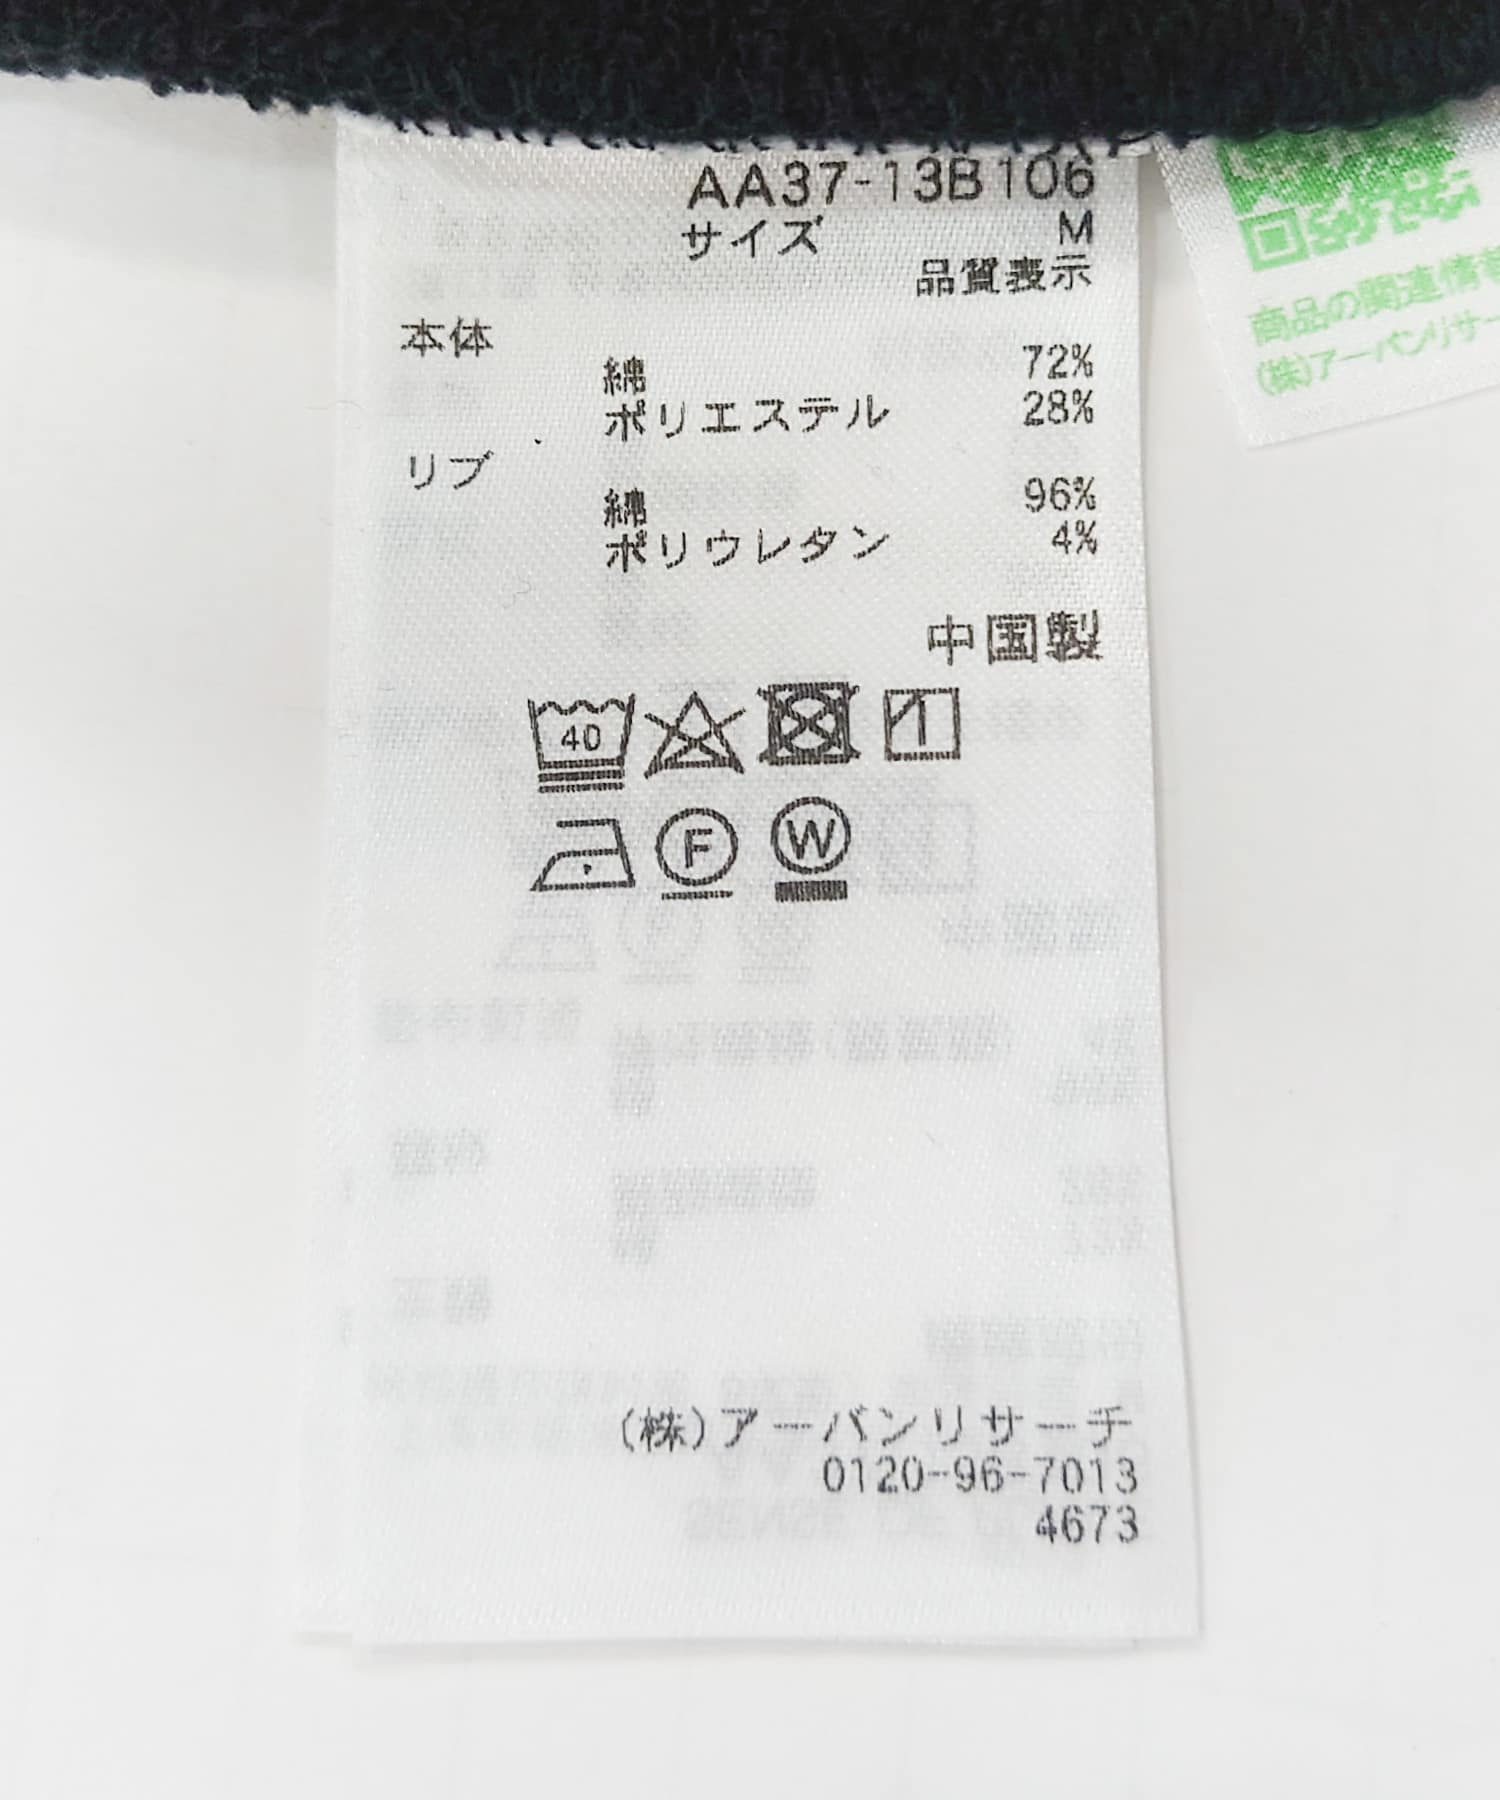 AA37-13B106
サイズ M
品質表示
本体
綿 72%
ポリエステル 28%
リブ
綿 96%
ポリウレタン 4%
中国製
40
F W
(株)アーバンリサーチ
0120-96-7013
4673
商品の関連情
(株)アーバンリサー